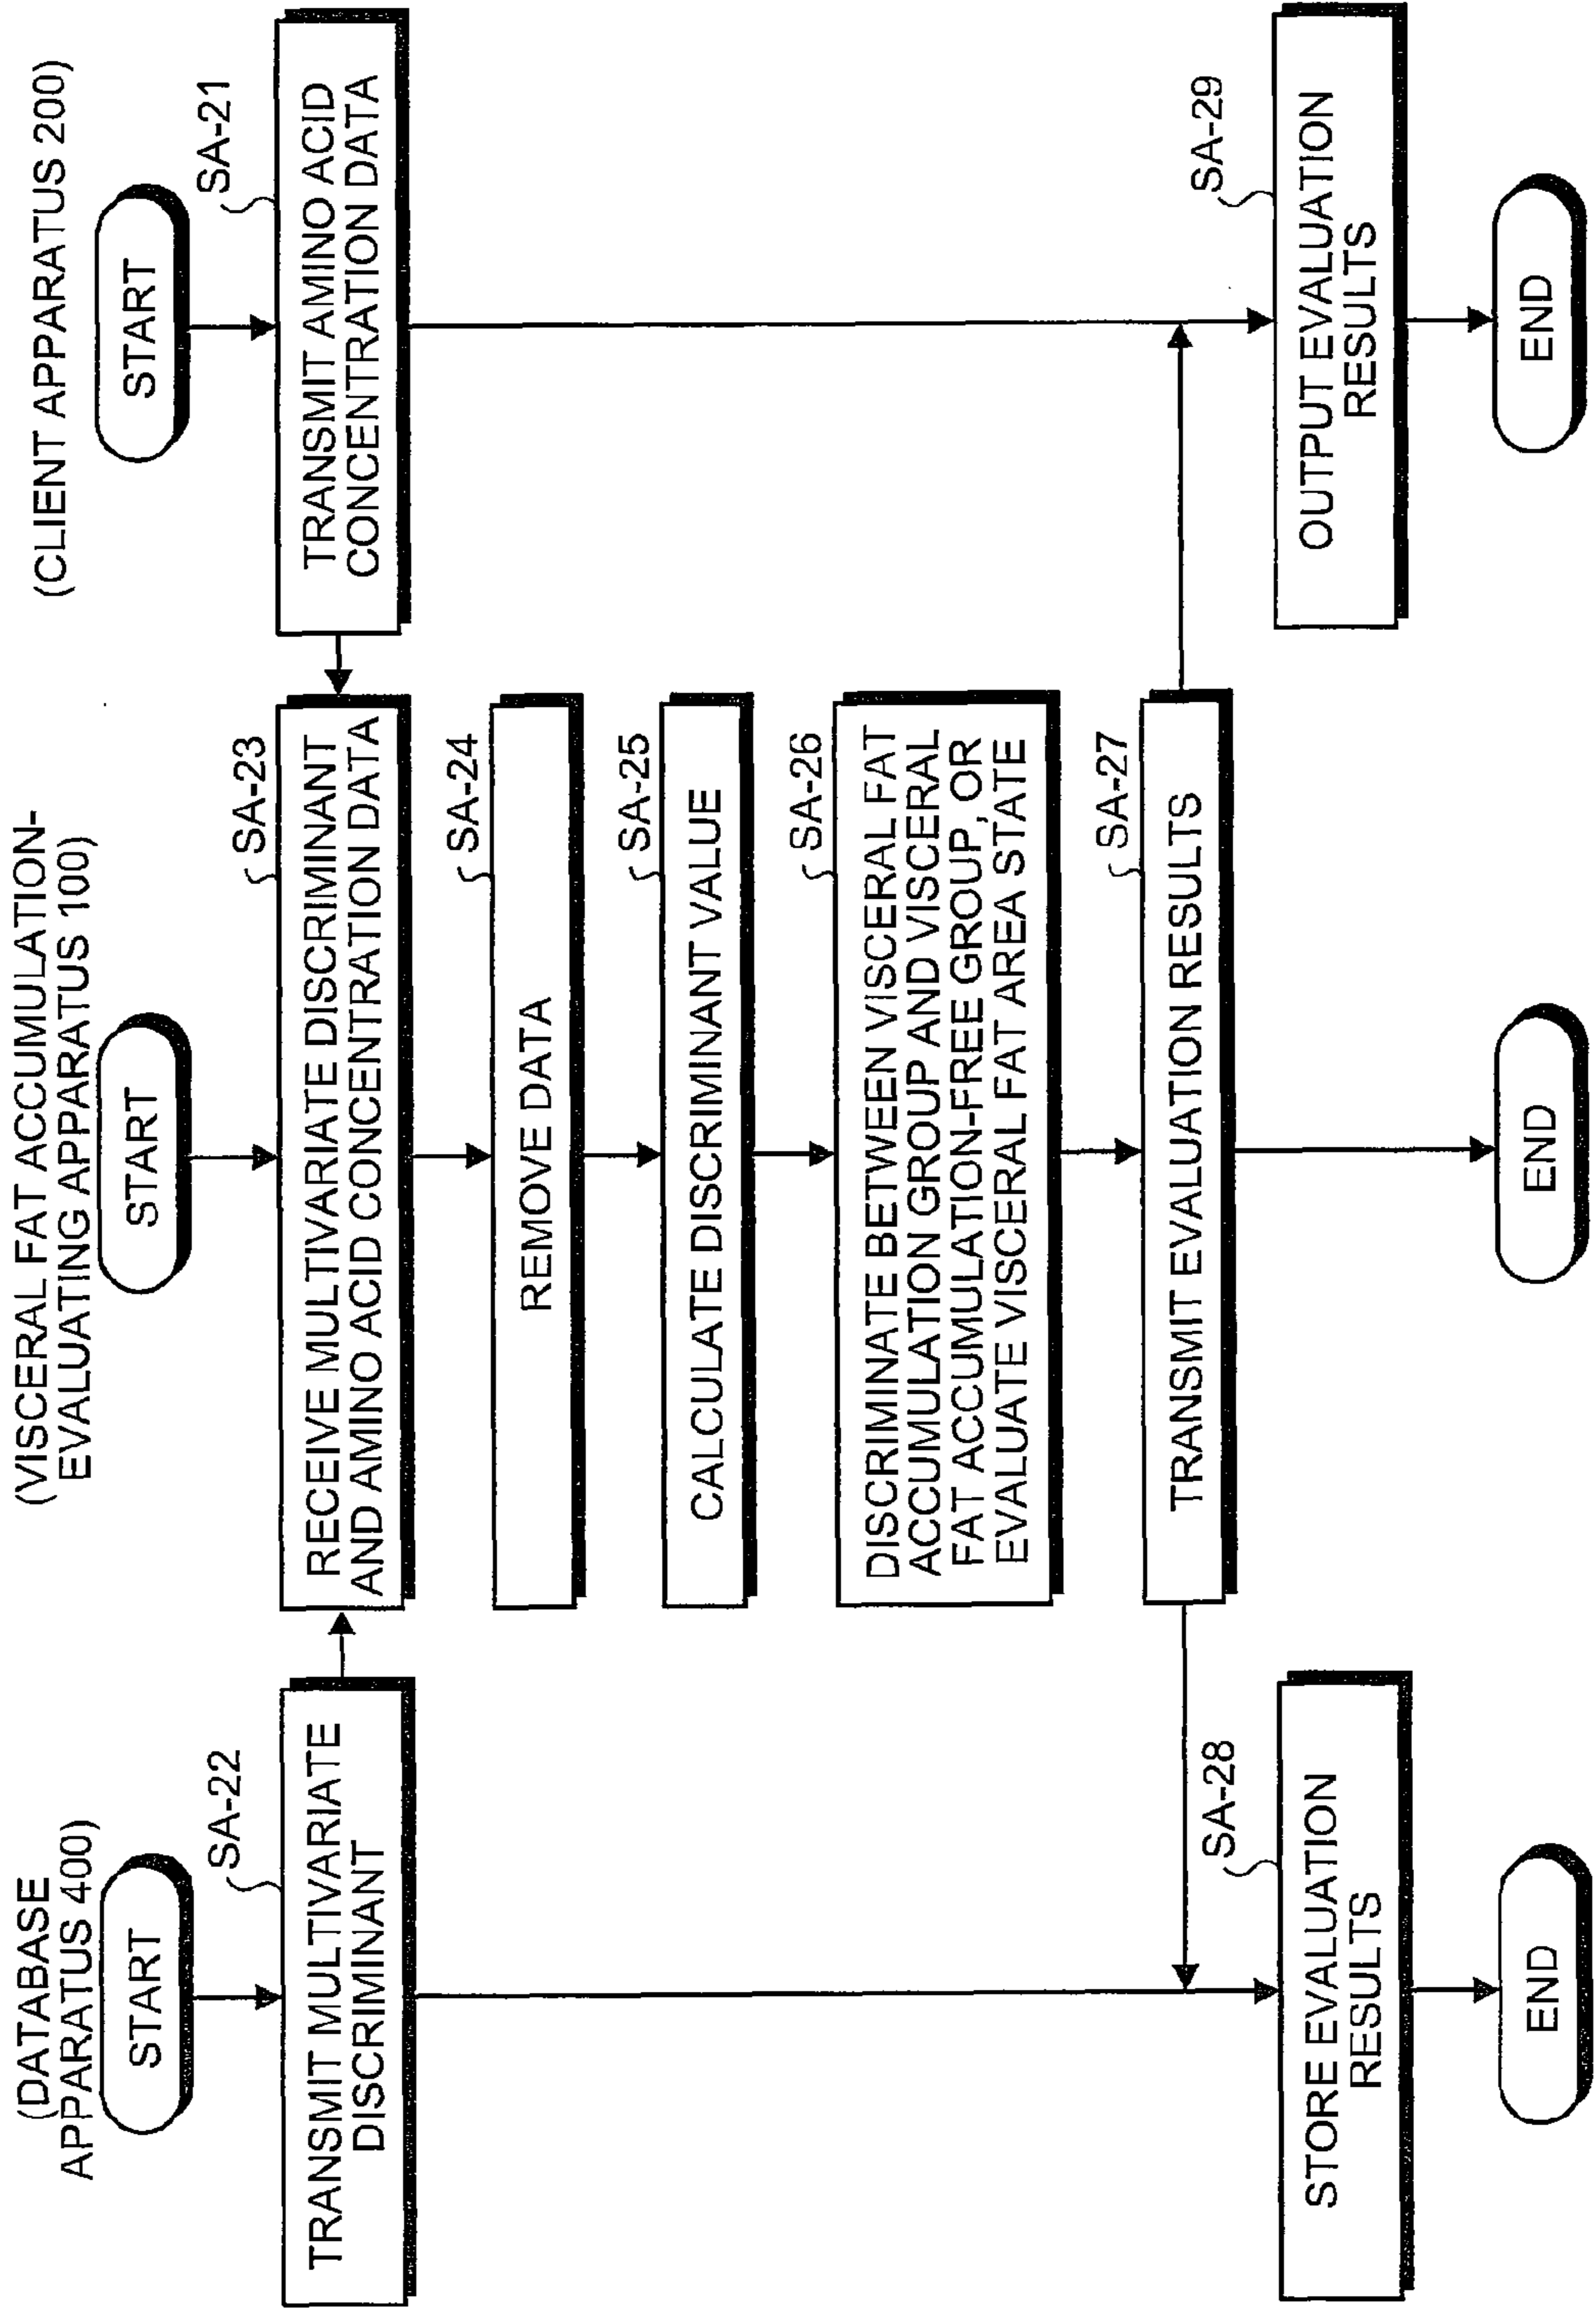 (DATABASE
APPARATUS 400)
START
SA-22
TRANSMIT MULTIVARIATE
DISCRIMINANT
SA-28
STORE EVALUATION
RESULTS
END
(VISCERAL FAT ACCUMULATION-
EVALUATING APPARATUS 100)
START
SA-23
RECEIVE MULTIVARIATE DISCRIMINANT
AND AMINO ACID CONCENTRATION DATA
SA-24
REMOVE DATA
SA-25
CALCULATE DISCRIMINANT VALUE
SA-26
DISCRIMINATE BETWEEN VISCERAL FAT
ACCUMULATION GROUP AND VISCERAL
FAT ACCUMULATION-FREE GROUP, OR
EVALUATE VISCERAL FAT AREA STATE
SA-27
TRANSMIT EVALUATION RESULTS
END
(CLIENT APPARATUS 200)
START
SA-21
TRANSMIT AMINO ACID
CONCENTRATION DATA
SA-29
OUTPUT EVALUATION
RESULTS
END